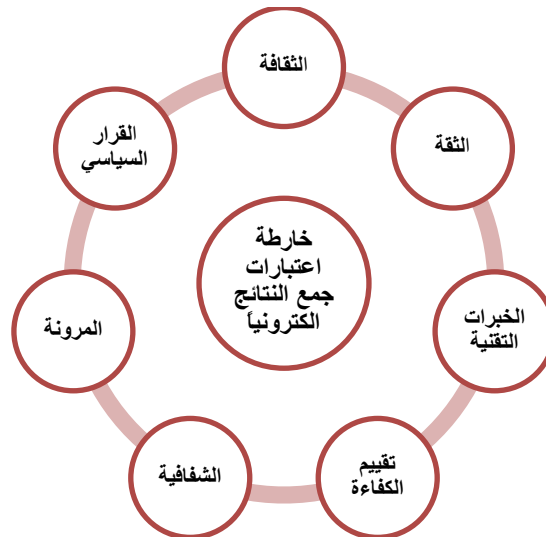 الثقافة
الثقة
الخبرات
التقنية
تقييم
الكفاءة
الشفافية
المرونة
القرار
السياسي
خارطة
اعتبارات
جمع النتائج
الكترونياً